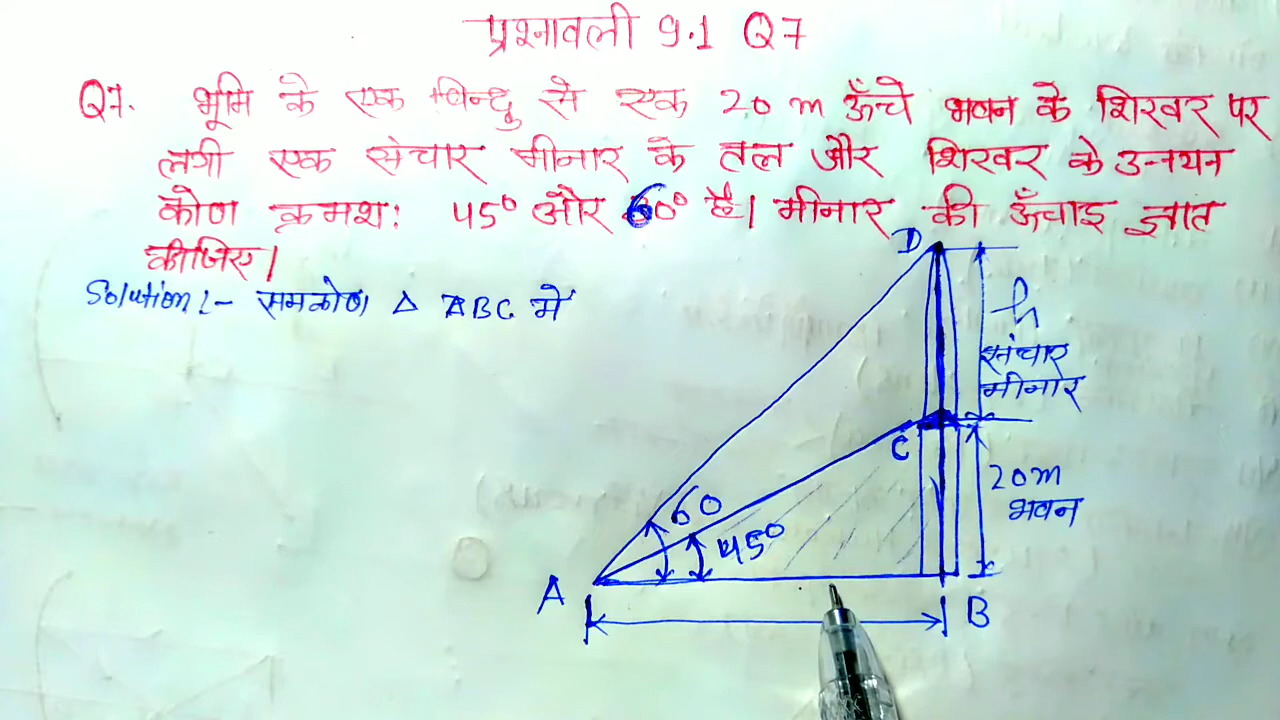 प्रश्नावली 9.1 Q7
Q7. भूमि के एक बिन्दु से एक 20 m ऊँचे भवन के शिखर पर
लगी एक संचार मीनार के तल और शिखर के उन्नयन
कोण क्रमश: 45° और 60° है। मीनार की ऊँचाइ ज्ञात
कीजिए।
Solution :- समकोण △ ABC में
D
h
संचार
मीनार
C
20m
भवन
60
45°
A
B